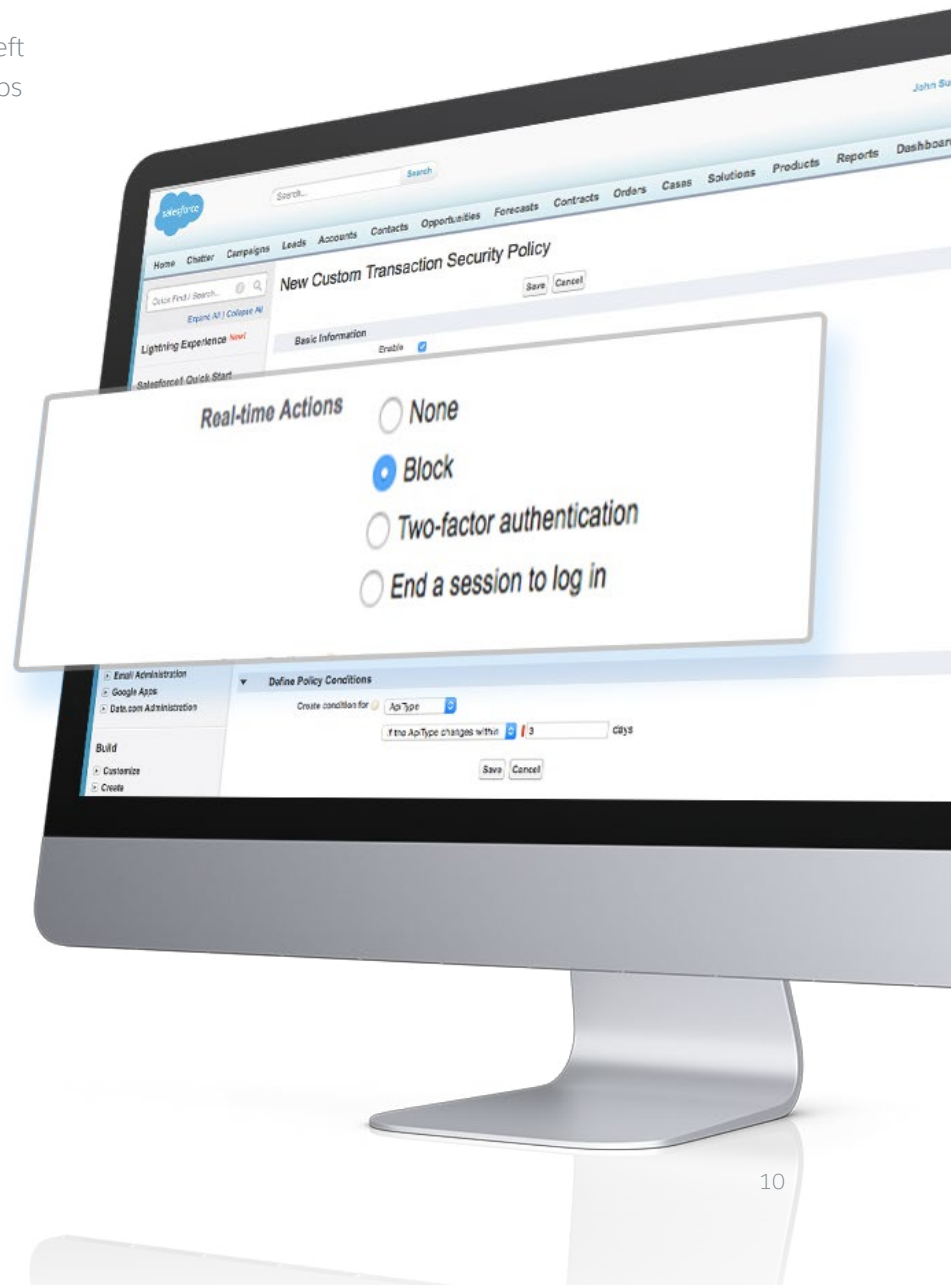 eft
John Su
salesforce
Search...
Search
Home Chatter Campaigns Leads Accounts Contacts Opportunities Forecasts Contracts Orders Cases Solutions Products Reports Dashboar
Quick Find / Search...
Expand All | Collapse All
New Custom Transaction Security Policy
Save Cancel
Lightning Experience New!
Basic Information
Enable
Salesforce1 Quick Start
Real-time Actions
None
Block
Two-factor authentication
End a session to log in
Email Administration
Google Apps
Data.com Administration
Build
Customize
Create
Define Policy Conditions
Create condition for ApiType
If the ApiType changes within 3 days
Save Cancel
10